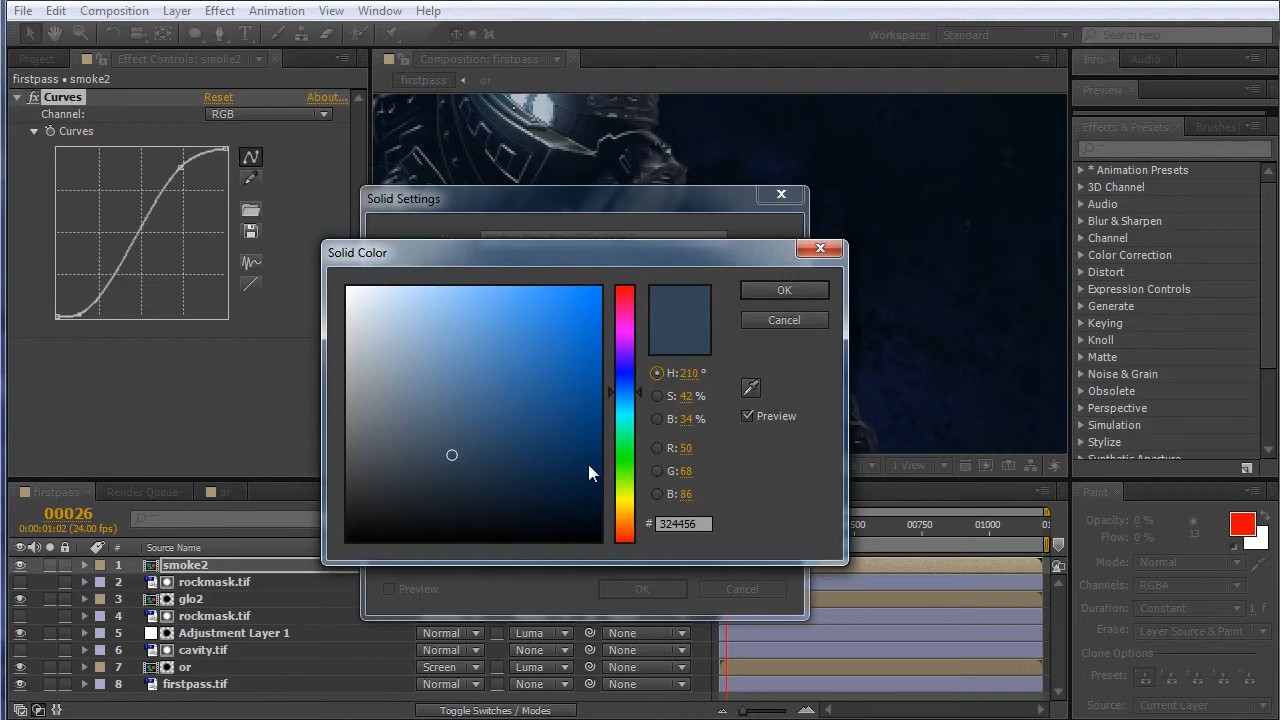 File Edit Composition Layer Effect Animation View Window Help
Workspace: Standard Search Help
Project Effect Controls: smoke2 Composition: firstpass Info Audio
firstpass • smoke2
firstpass or
Preview
fx Curves Reset About...
Channel: RGB
Curves
Effects & Presets Brushes
* Animation Presets
3D Channel
Audio
Blur & Sharpen
Channel
Color Correction
Distort
Expression Controls
Generate
Keying
Knoll
Matte
Noise & Grain
Obsolete
Perspective
Simulation
Stylize
Synthetic Aperture
Solid Settings
X
Solid Color
X
OK
Cancel
H: 210 °
S: 42 %
B: 34 %
Preview
R: 50
G: 68
B: 86
# 324456
Preview OK Cancel
1 View
firstpass Render Queue or
00026
0:00:01:02 (24.00 fps)
# Source Name
00500 00750 01000
1 smoke2
2 rockmask.tif
3 glo2
4 rockmask.tif
5 Adjustment Layer 1 Normal Luma None
6 cavity.tif Normal None None
7 or Screen Luma None
8 firstpass.tif Normal None None
Toggle Switches / Modes
Paint
Opacity: 0 %
Flow: 0 %
13
Mode: Normal
Channels: RGBA
Duration: Constant 1 f
Erase: Layer Source & Paint
Clone Options
Preset:
Source: Current Layer